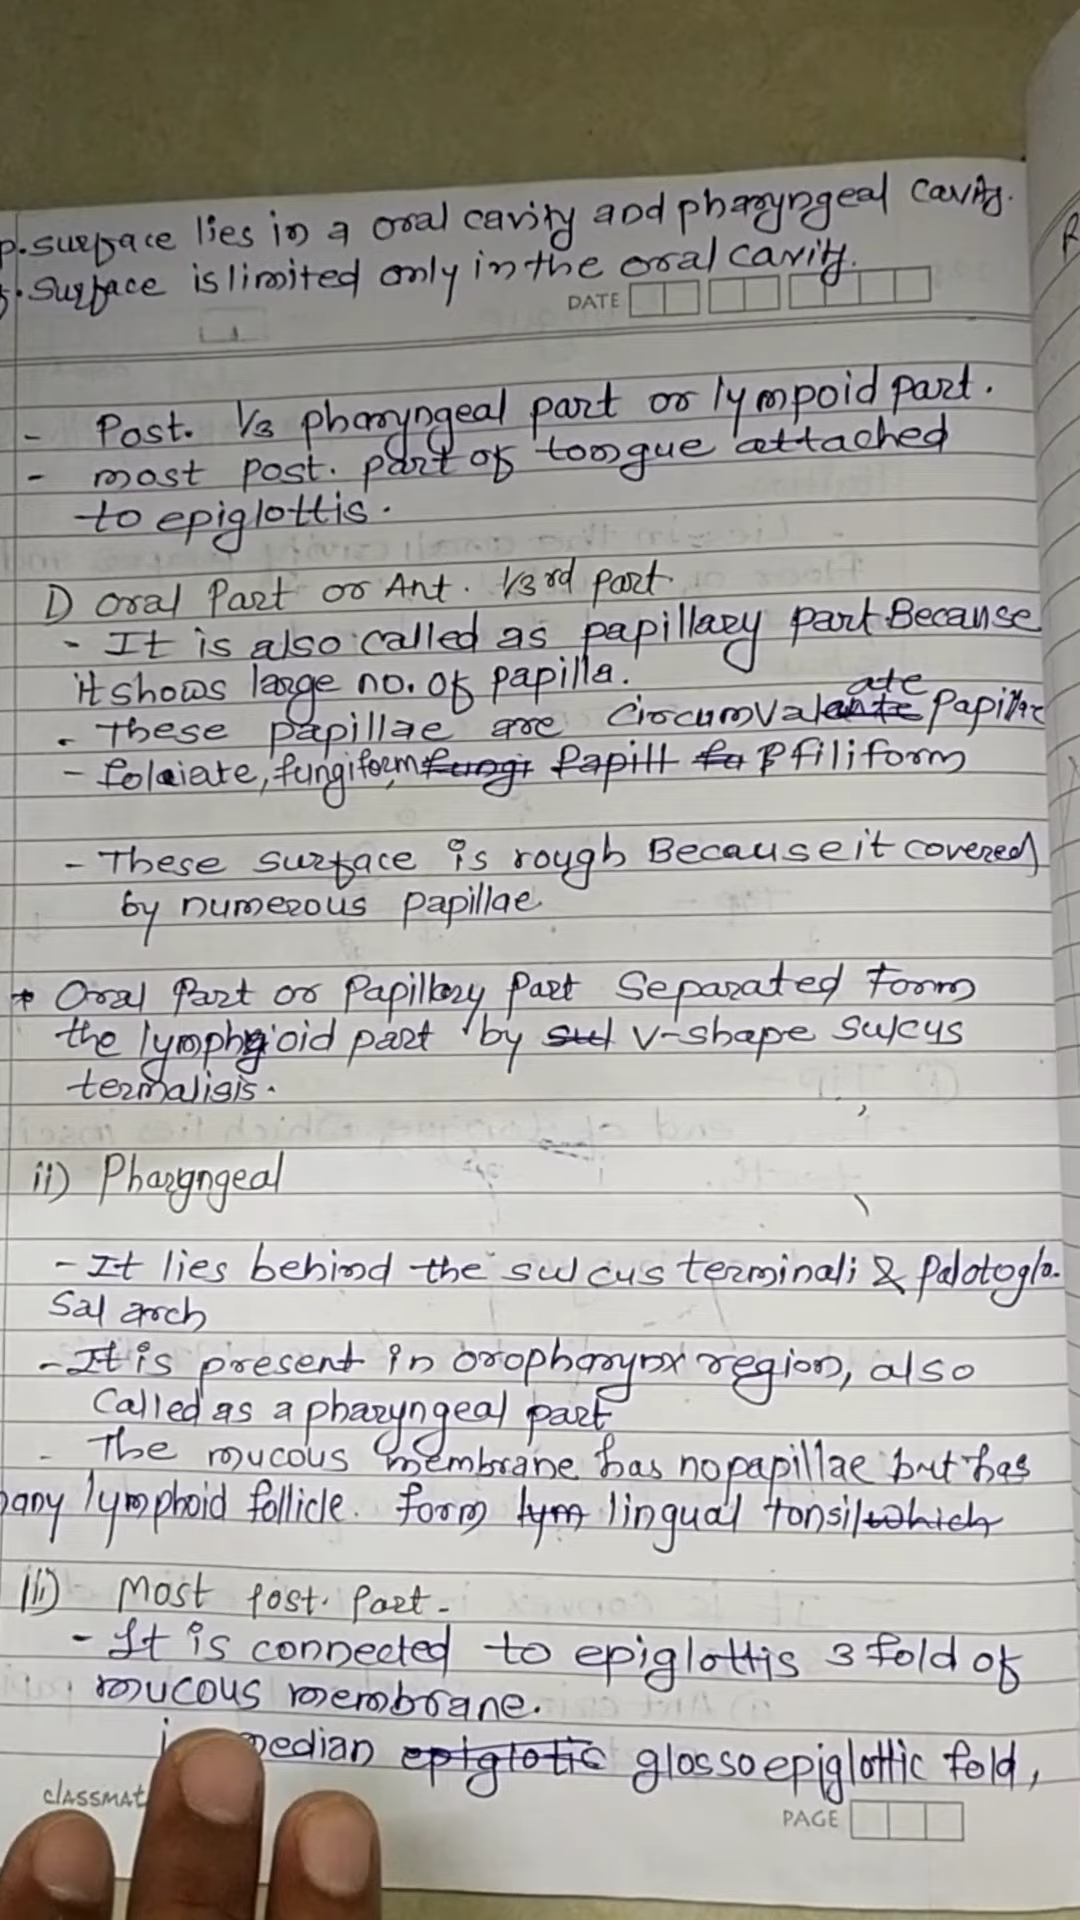 p. surface lies in a oral cavity and pharyngeal cavity.
surface is limited only in the oral cavity.
DATE
- Post. 1/3 pharyngeal part or lympoid part.
- most post. part of tongue attached
to epiglottis.
I) oral Part or Ant. 1/3 rd part.
- It is also called as papillary part Because
it shows large no. of papilla.
- These papillae are circumvalate papillae
- folaiate, fungiform, filiform
- These surface is rough Because it covered
by numerous papillae
* Oral Part or Papillary Part Separated form
the lymphoid part by V-shape sulcus
termalisis.
ii) Pharyngeal
- It lies behind the sulcus terminali & Palotoglo-
sal arch
- It is present in oropharynx region, also
called as a pharyngeal part
- The mucous membrane has no papillae but has
many lymphoid follicle. form lingual tonsil
iii) Most post. Part -
- It is connected to epiglottis 3 fold of
mucous membrane.
median glossoepiglottic fold,
CLASSMAT
PAGE